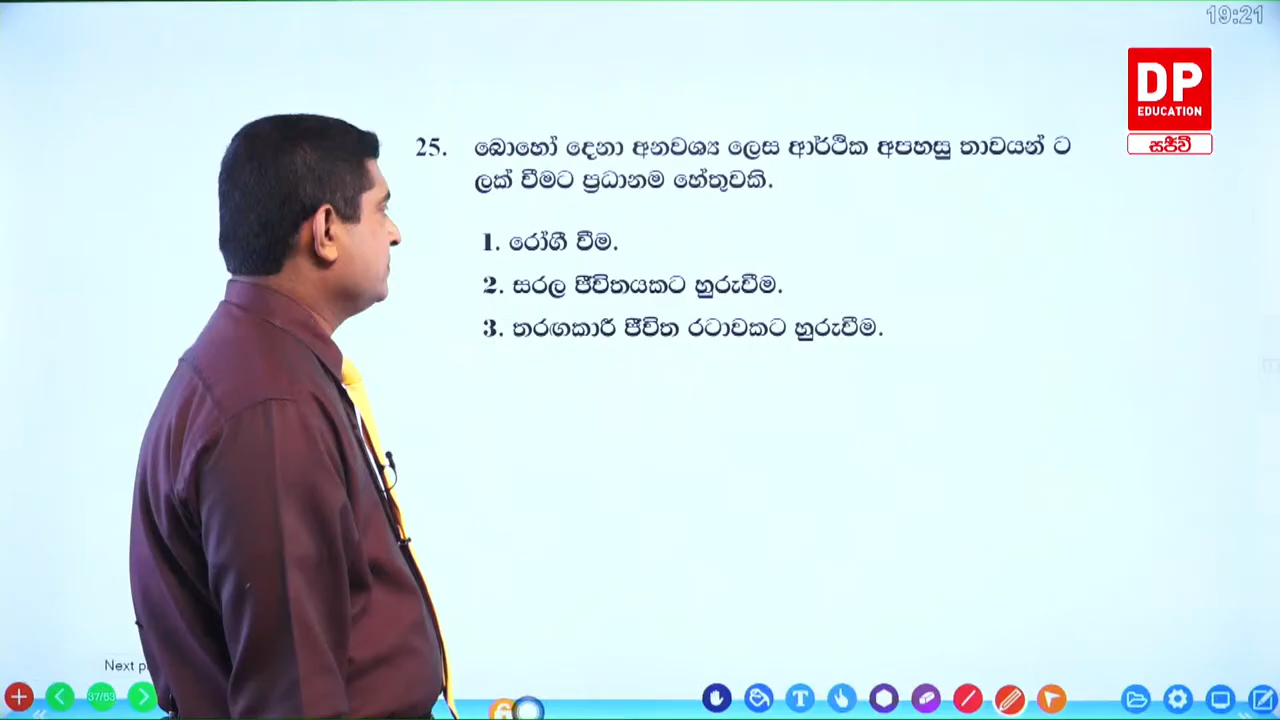 19:21
DP
EDUCATION
සජීවී
25. බොහෝ දෙනා අනවශ්‍ය ලෙස ආර්ථික අපහසු තාවයන් ට
ලක් වීමට ප්‍රධානම හේතුවකි.
1. රෝගී වීම.
2. සරල ජීවිතයකට හුරුවීම.
3. තරඟකාරී ජීවිත රටාවකට හුරුවීම.
Next p
37/63